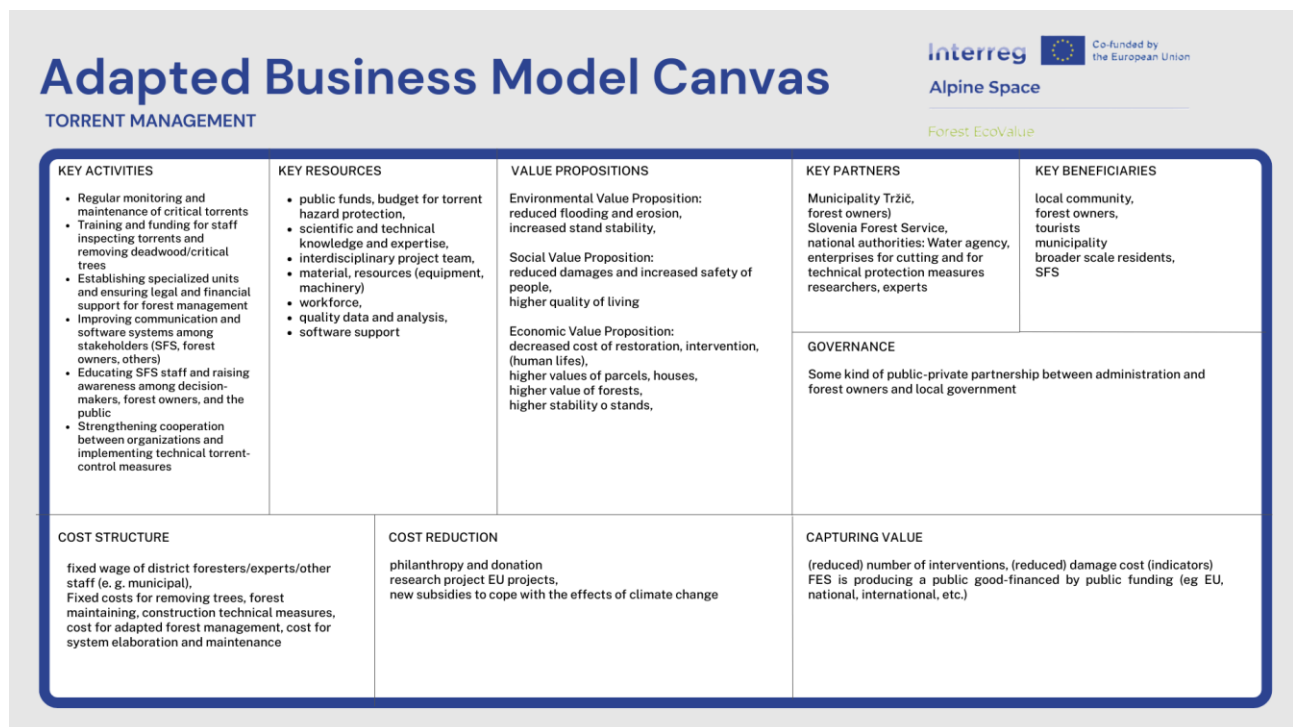 Adapted Business Model Canvas
TORRENT MANAGEMENT
Interreg
Co-funded by
the European Union
Alpine Space
Forest EcoValue
KEY ACTIVITIES
• Regular monitoring and
maintenance of critical torrents
• Training and funding for staff
inspecting torrents and
removing deadwood/critical
trees
• Establishing specialized units
and ensuring legal and financial
support for forest management
• Improving communication and
software systems among
stakeholders (SFS, forest
owners, others)
• Educating SFS staff and raising
awareness among decision-
makers, forest owners, and the
public
• Strengthening cooperation
between organizations and
implementing technical torrent-
control measures
KEY RESOURCES
• public funds, budget for torrent
hazard protection,
• scientific and technical
knowledge and expertise,
• interdisciplinary project team,
• material, resources (equipment,
machinery)
• workforce,
• quality data and analysis,
• software support
VALUE PROPOSITIONS
Environmental Value Proposition:
reduced flooding and erosion,
increased stand stability,
Social Value Proposition:
reduced damages and increased safety of
people,
higher quality of living
Economic Value Proposition:
decreased cost of restoration, intervention,
(human lifes),
higher values of parcels, houses,
higher value of forests,
higher stability o stands,
KEY PARTNERS
Municipality Tržič,
forest owners)
Slovenia Forest Service,
national authorities: Water agency,
enterprises for cutting and for
technical protection measures
researchers, experts
KEY BENEFICIARIES
local community,
forest owners,
tourists
municipality
broader scale residents,
SFS
GOVERNANCE
Some kind of public-private partnership between administration and
forest owners and local government
COST STRUCTURE
fixed wage of district foresters/experts/other
staff (e. g. municipal),
Fixed costs for removing trees, forest
maintaining, construction technical measures,
cost for adapted forest management, cost for
system elaboration and maintenance
COST REDUCTION
philanthropy and donation
research project EU projects,
new subsidies to cope with the effects of climate change
CAPTURING VALUE
(reduced) number of interventions, (reduced) damage cost (indicators)
FES is producing a public good-financed by public funding (eg EU,
national, international, etc.)